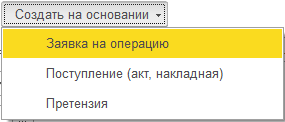 Создать на основании
Заявка на операцию
Поступление (акт, накладная)
Претензия